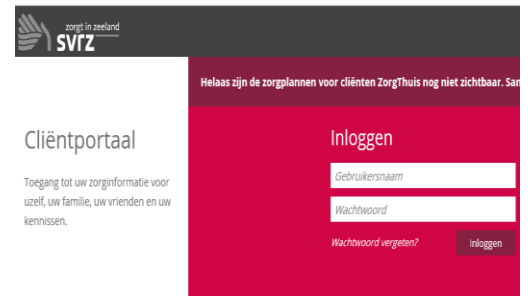 zorgt in zeeland
svrz
Helaas zijn de zorgplannen voor cliënten ZorgThuis nog niet zichtbaar. Sam
Cliëntportaal
Toegang tot uw zorginformatie voor
uzelf, uw familie, uw vrienden en uw
kennissen.
Inloggen
Gebruikersnaam
Wachtwoord
Wachtwoord vergeten?
Inloggen